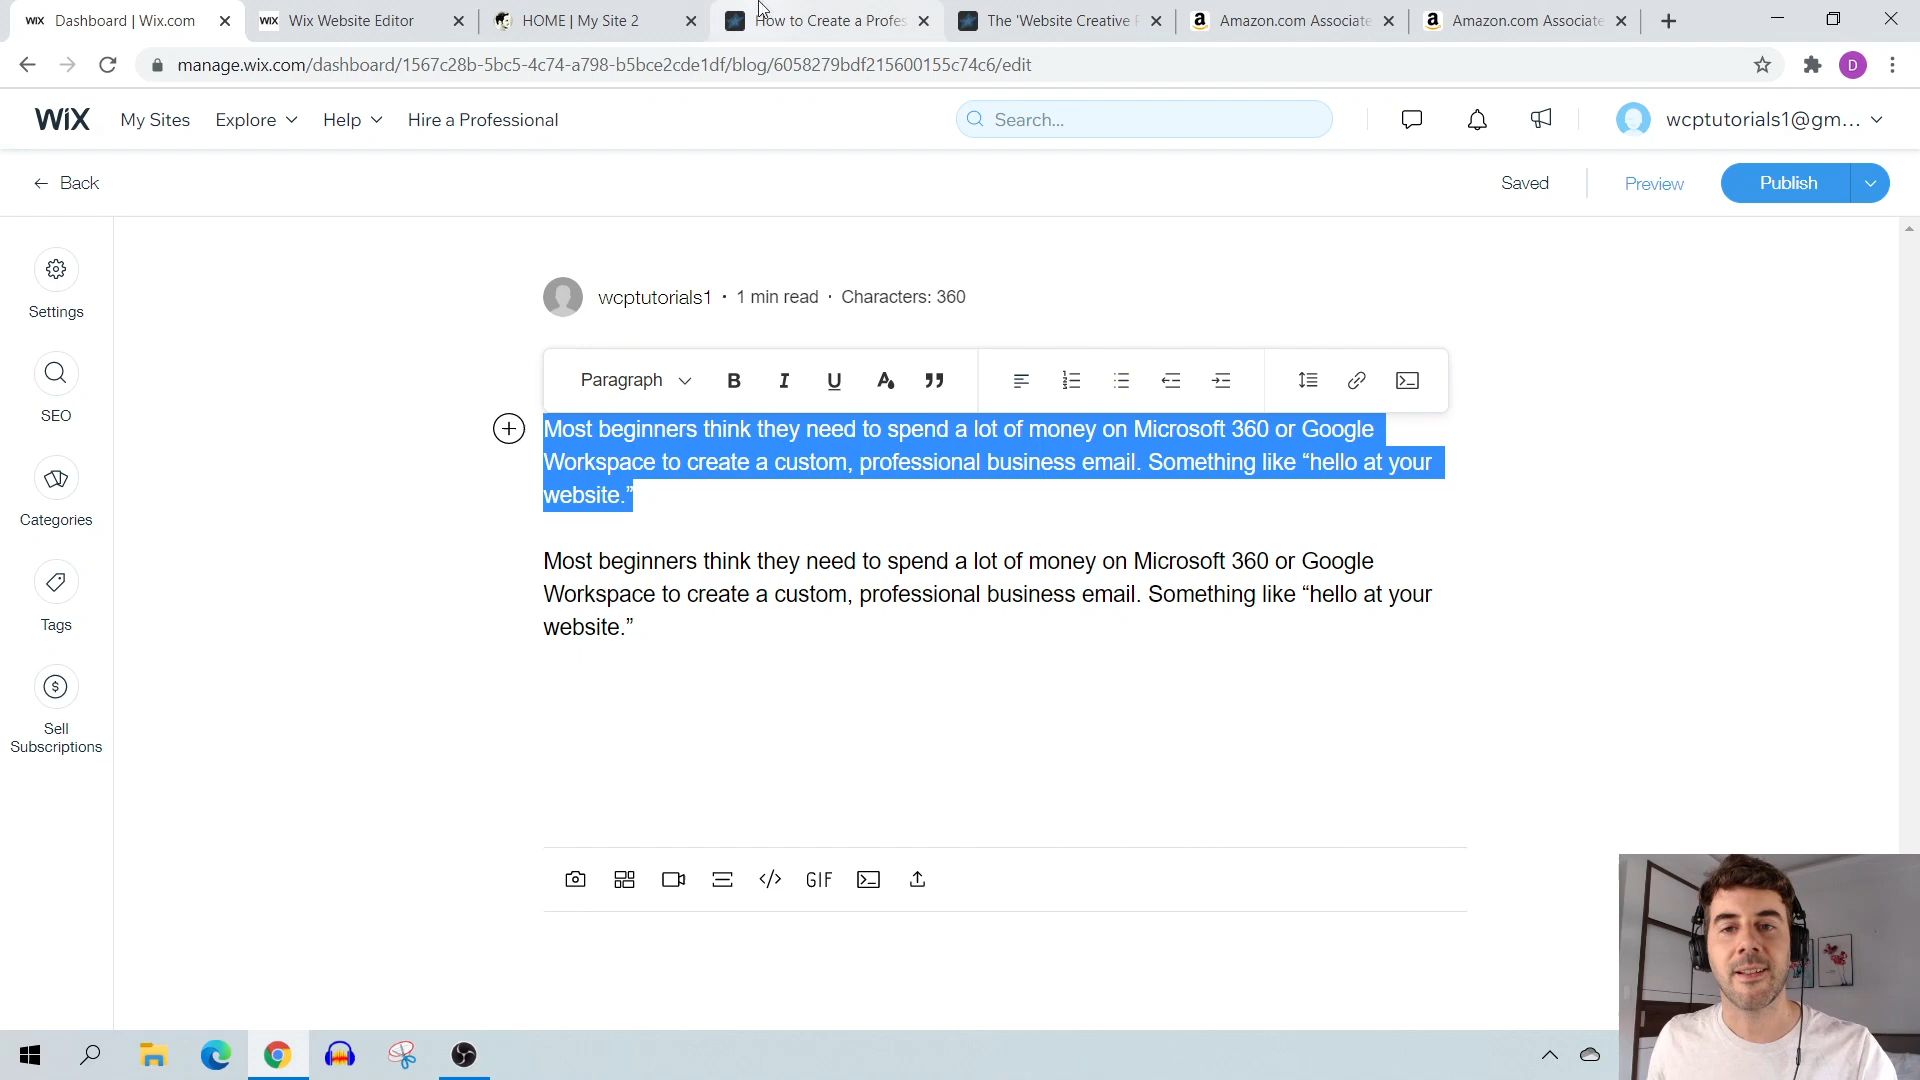 WIX Dashboard | Wix.com
WIX Wix Website Editor
HOME | My Site 2
How to Create a Profes
The 'Website Creative
a Amazon.com Associate
a Amazon.com Associate
manage.wix.com/dashboard/1567c28b-5bc5-4c74-a798-b5bce2cde1df/blog/6058279bdf215600155c74c6/edit
D
WiX My Sites Explore Help Hire a Professional
Search...
wcptutorials1@gm...
Back
Saved
Preview
Publish
Settings
SEO
Categories
Tags
Sell
Subscriptions
wcptutorials1 · 1 min read · Characters: 360
Paragraph B I U A
Most beginners think they need to spend a lot of money on Microsoft 360 or Google
Workspace to create a custom, professional business email. Something like “hello at your
website.”
Most beginners think they need to spend a lot of money on Microsoft 360 or Google
Workspace to create a custom, professional business email. Something like “hello at your
website.”
GIF